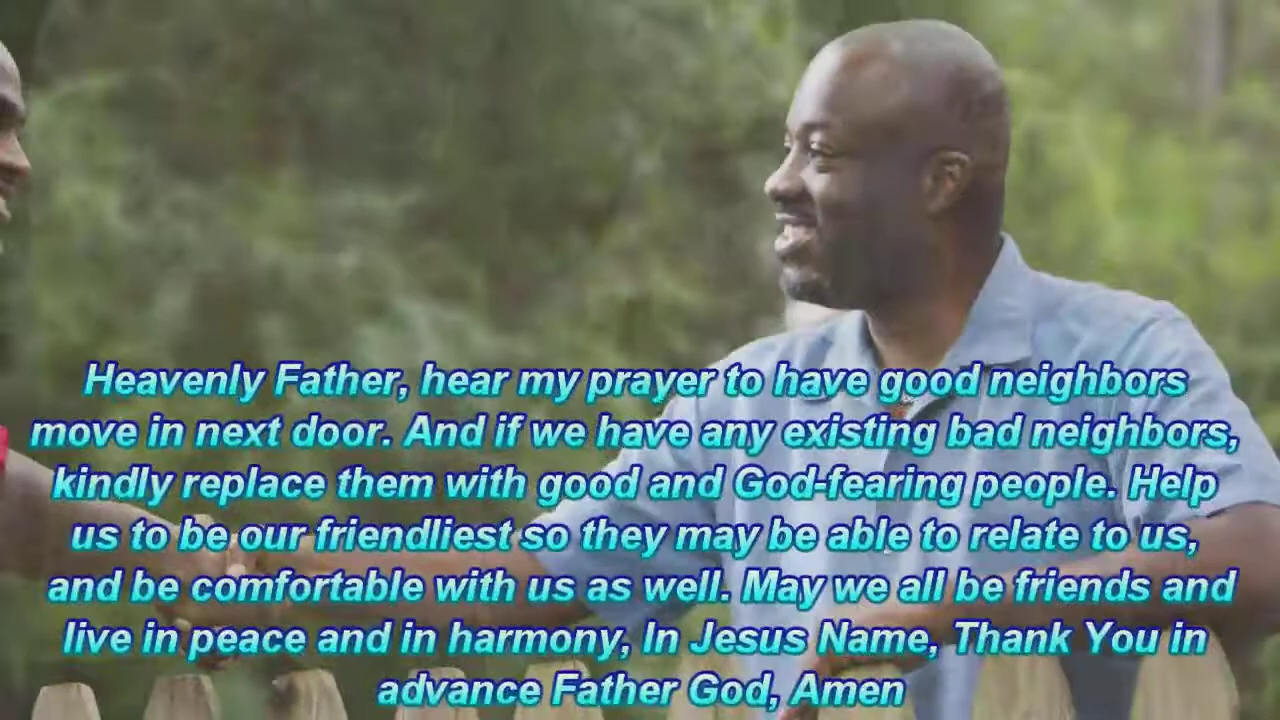 Heavenly Father, hear my prayer to have good neighbors
move in next door. And if we have any existing bad neighbors,
kindly replace them with good and God-fearing people. Help
us to be our friendliest so they may be able to relate to us,
and be comfortable with us as well. May we all be friends and
live in peace and in harmony, In Jesus Name, Thank You in
advance Father God, Amen